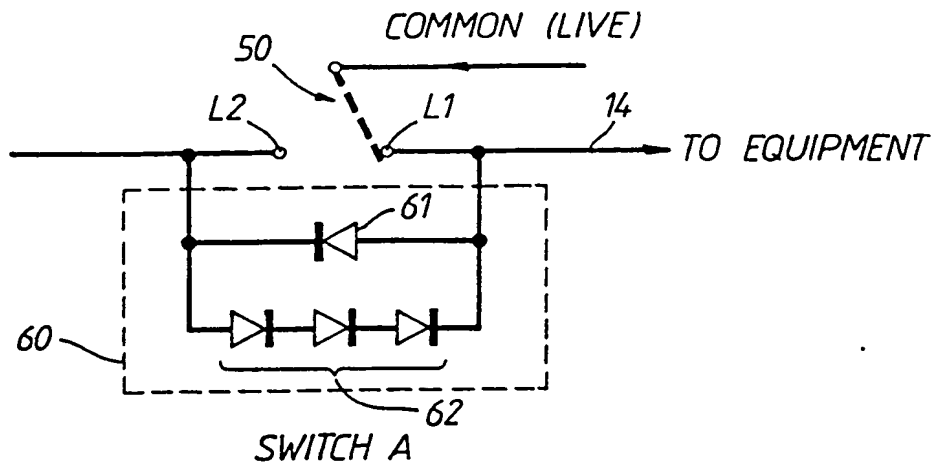 COMMON (LIVE)
50
L2
L1
14
TO EQUIPMENT
61
60
62
SWITCH A